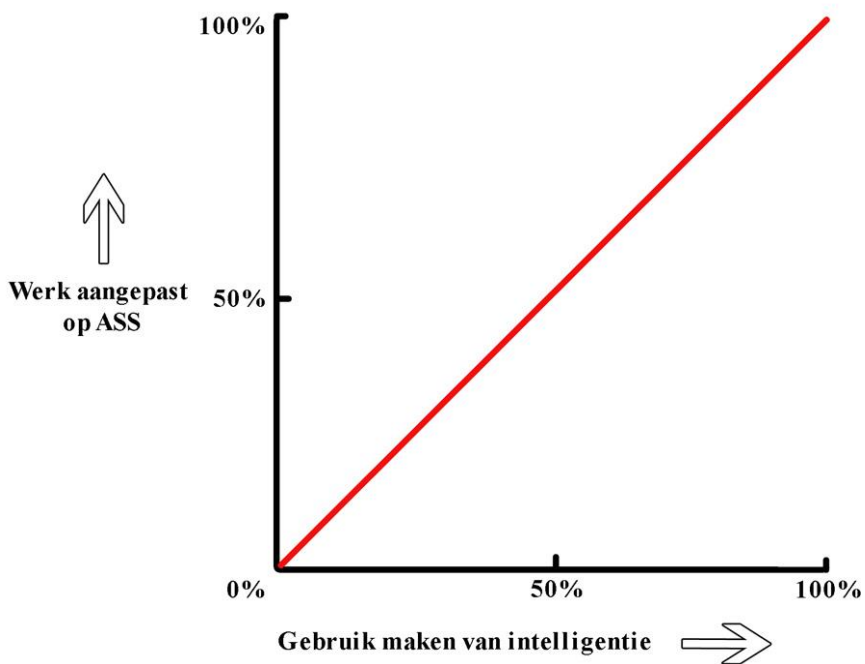 100%
Werk aangepast
op ASS
50%
0%
50%
100%
Gebruik maken van intelligentie